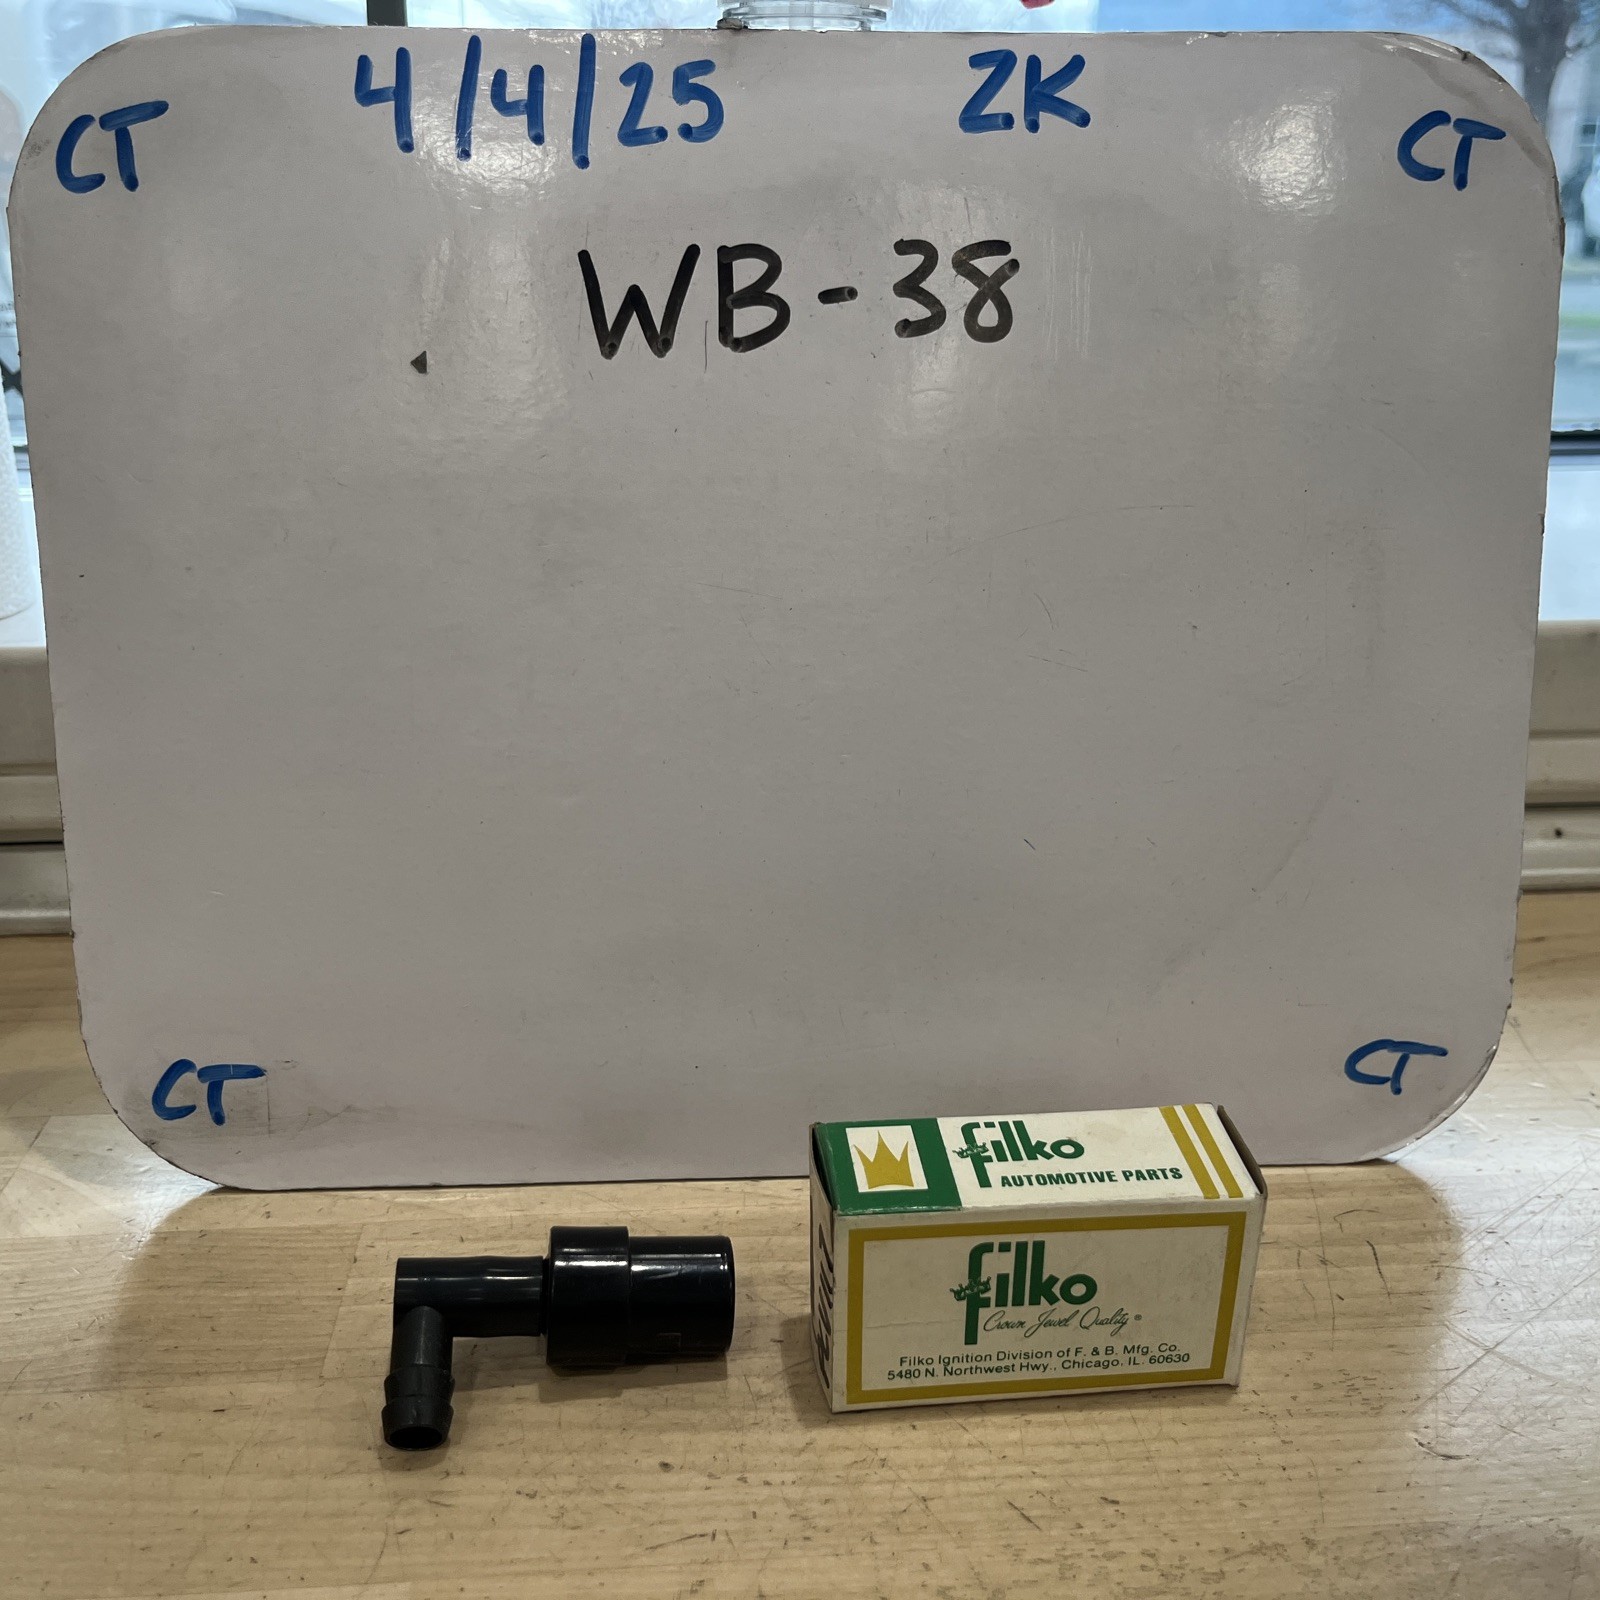 4/4/25 ZK
CT
CT
WB-38
CT
CT
filko
AUTOMOTIVE PARTS
filko
Crown Jewel Quality®
Filko Ignition Division of F. & B. Mfg. Co.
5480 N. Northwest Hwy., Chicago, IL. 60630